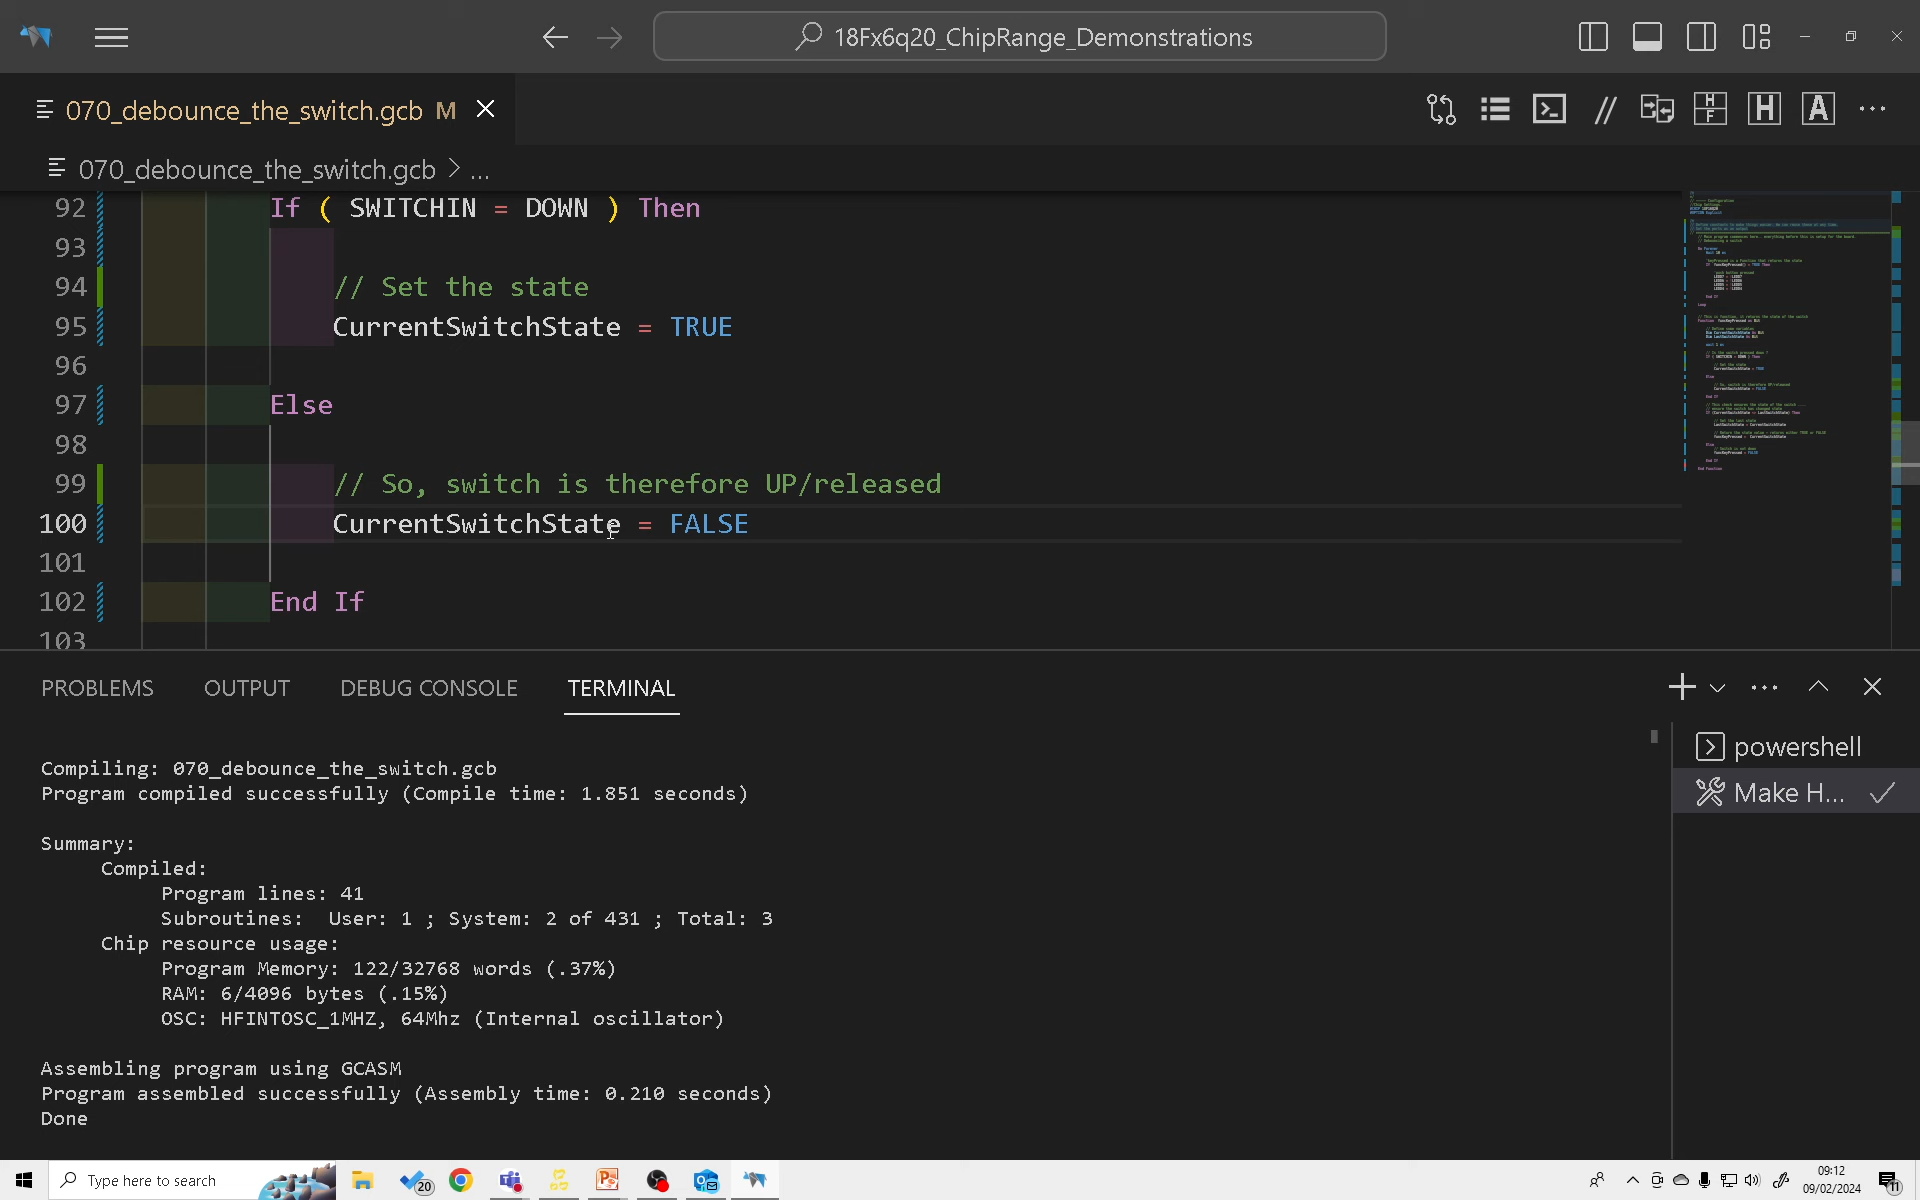 18Fx6q20_ChipRange_Demonstrations
070_debounce_the_switch.gcb M
070_debounce_the_switch.gcb > ...
92 If ( SWITCHIN = DOWN ) Then
93
94 // Set the state
95 CurrentSwitchState = TRUE
96
97 Else
98
99 // So, switch is therefore UP/released
100 CurrentSwitchState = FALSE
101
102 End If
103
PROBLEMS OUTPUT DEBUG CONSOLE TERMINAL
powershell
Make H...
Compiling: 070_debounce_the_switch.gcb
Program compiled successfully (Compile time: 1.851 seconds)
Summary:
Compiled:
Program lines: 41
Subroutines: User: 1 ; System: 2 of 431 ; Total: 3
Chip resource usage:
Program Memory: 122/32768 words (.37%)
RAM: 6/4096 bytes (.15%)
OSC: HFINTOSC_1MHZ, 64Mhz (Internal oscillator)
Assembling program using GCASM
Program assembled successfully (Assembly time: 0.210 seconds)
Done
Type here to search
20
09:12
09/02/2024
11